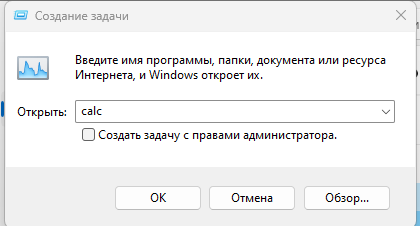 Создание задачи
Введите имя программы, папки, документа или ресурса
Интернета, и Windows откроет их.
Открыть: calc
Создать задачу с правами администратора.
ОК Отмена Обзор...